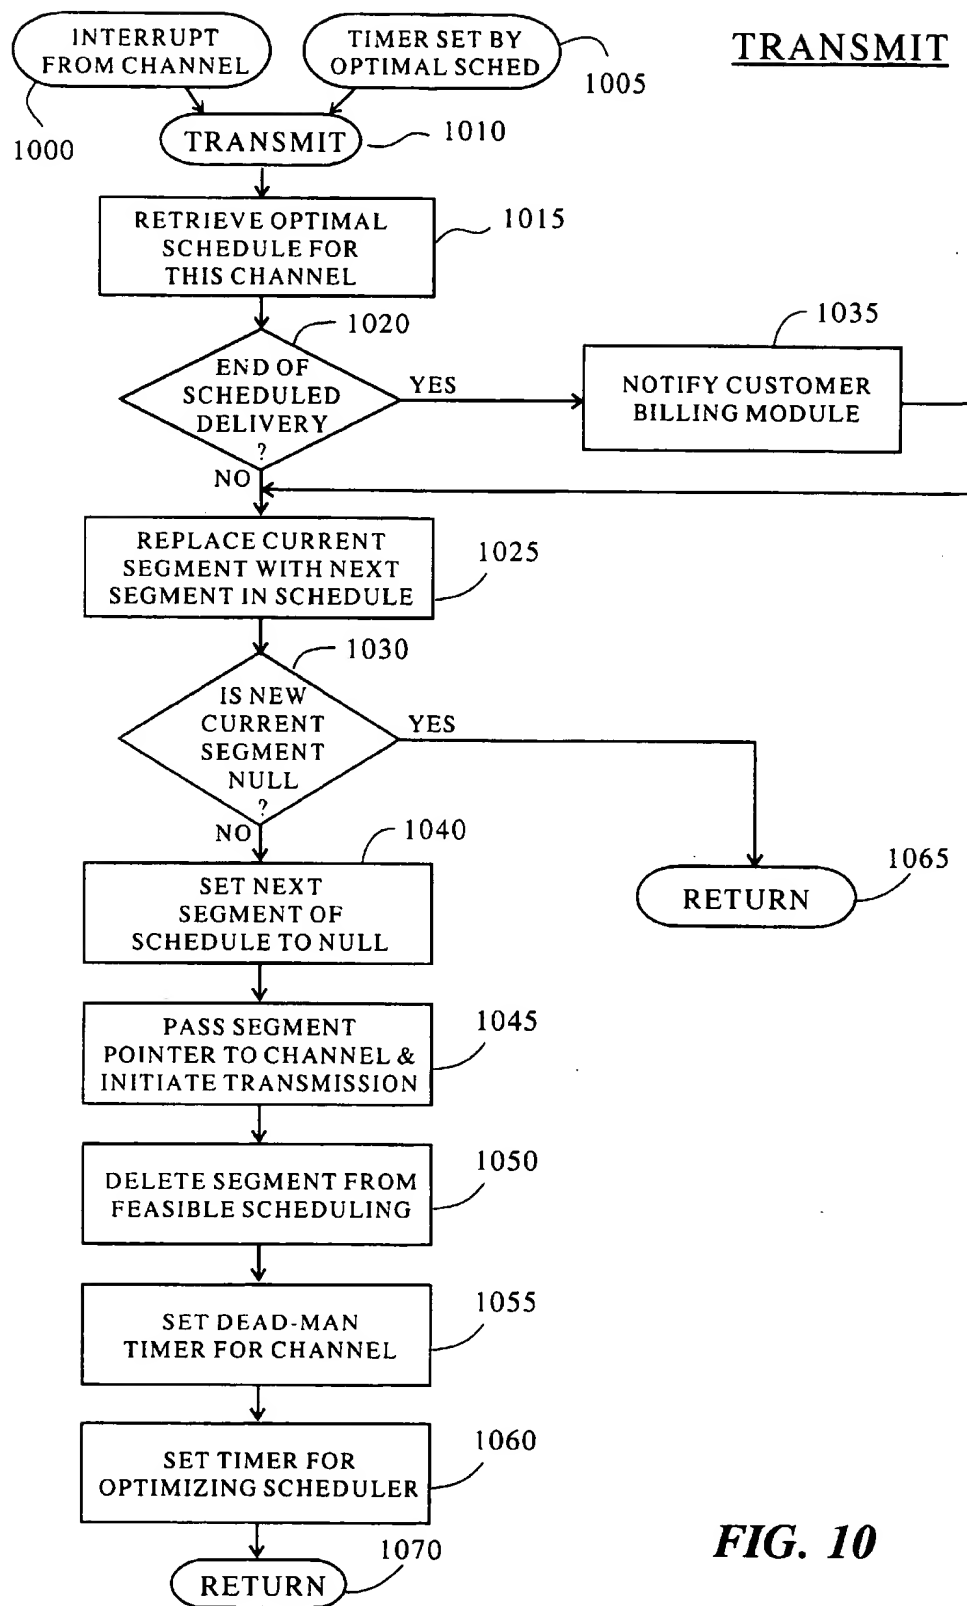 INTERRUPT
FROM CHANNEL
1000
TIMER SET BY
OPTIMAL SCHED
1005
TRANSMIT
TRANSMIT
1010
RETRIEVE OPTIMAL
SCHEDULE FOR
THIS CHANNEL
1015
1020
END OF
SCHEDULED
DELIVERY
?
YES
NO
1035
NOTIFY CUSTOMER
BILLING MODULE
REPLACE CURRENT
SEGMENT WITH NEXT
SEGMENT IN SCHEDULE
1025
1030
IS NEW
CURRENT
SEGMENT
NULL
?
YES
NO
1040
SET NEXT
SEGMENT OF
SCHEDULE TO NULL
RETURN
1065
PASS SEGMENT
POINTER TO CHANNEL &
INITIATE TRANSMISSION
1045
DELETE SEGMENT FROM
FEASIBLE SCHEDULING
1050
SET DEAD-MAN
TIMER FOR CHANNEL
1055
SET TIMER FOR
OPTIMIZING SCHEDULER
1060
RETURN
1070
FIG. 10